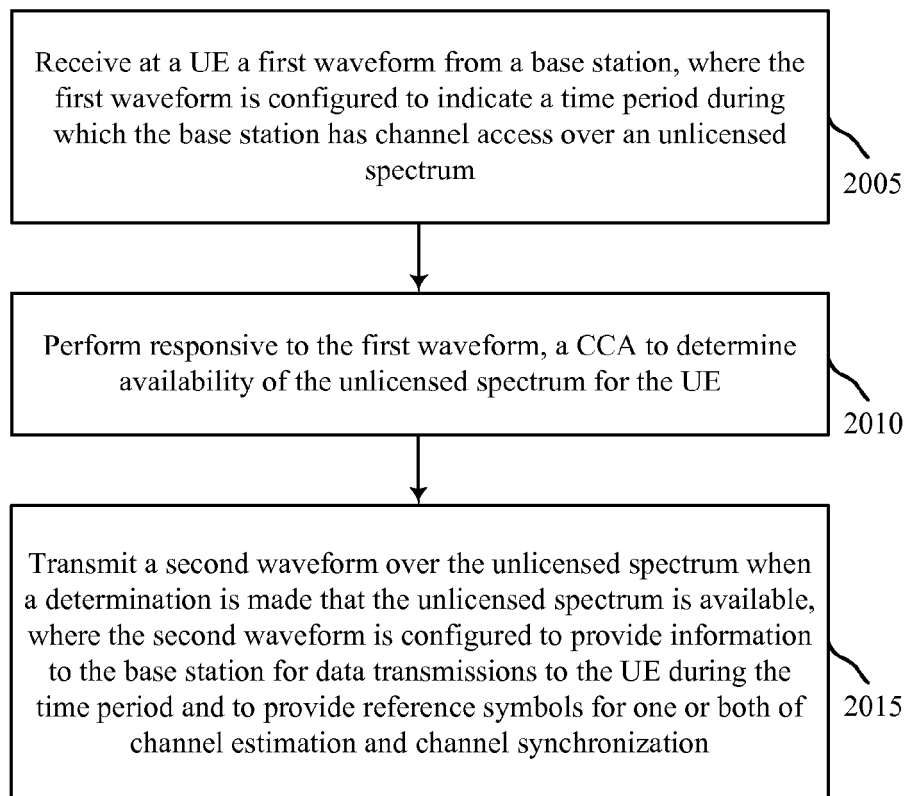 Receive at a UE a first waveform from a base station, where the
first waveform is configured to indicate a time period during
which the base station has channel access over an unlicensed
spectrum
2005
Perform responsive to the first waveform, a CCA to determine
availability of the unlicensed spectrum for the UE
2010
Transmit a second waveform over the unlicensed spectrum when
a determination is made that the unlicensed spectrum is available,
where the second waveform is configured to provide information
to the base station for data transmissions to the UE during the
time period and to provide reference symbols for one or both of
channel estimation and channel synchronization
2015